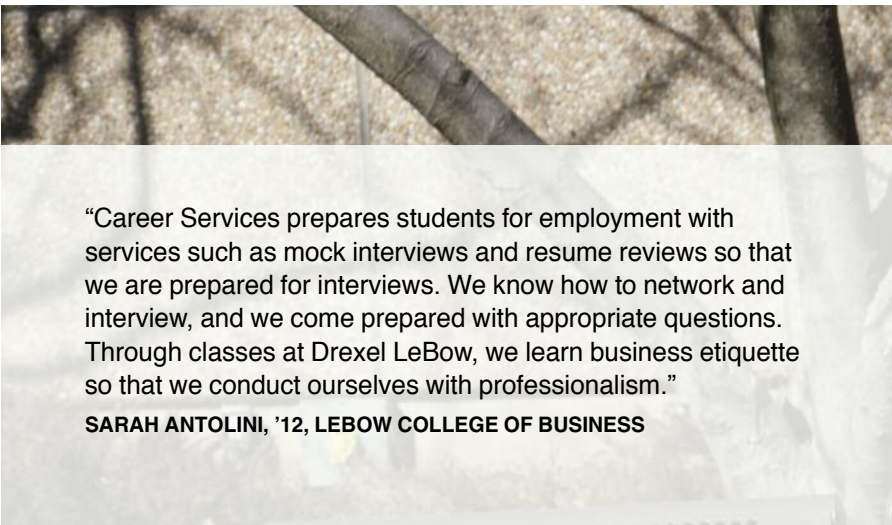 “Career Services prepares students for employment with
services such as mock interviews and resume reviews so that
we are prepared for interviews. We know how to network and
interview, and we come prepared with appropriate questions.
Through classes at Drexel LeBow, we learn business etiquette
so that we conduct ourselves with professionalism.”
SARAH ANTOLINI, ’12, LEBOW COLLEGE OF BUSINESS